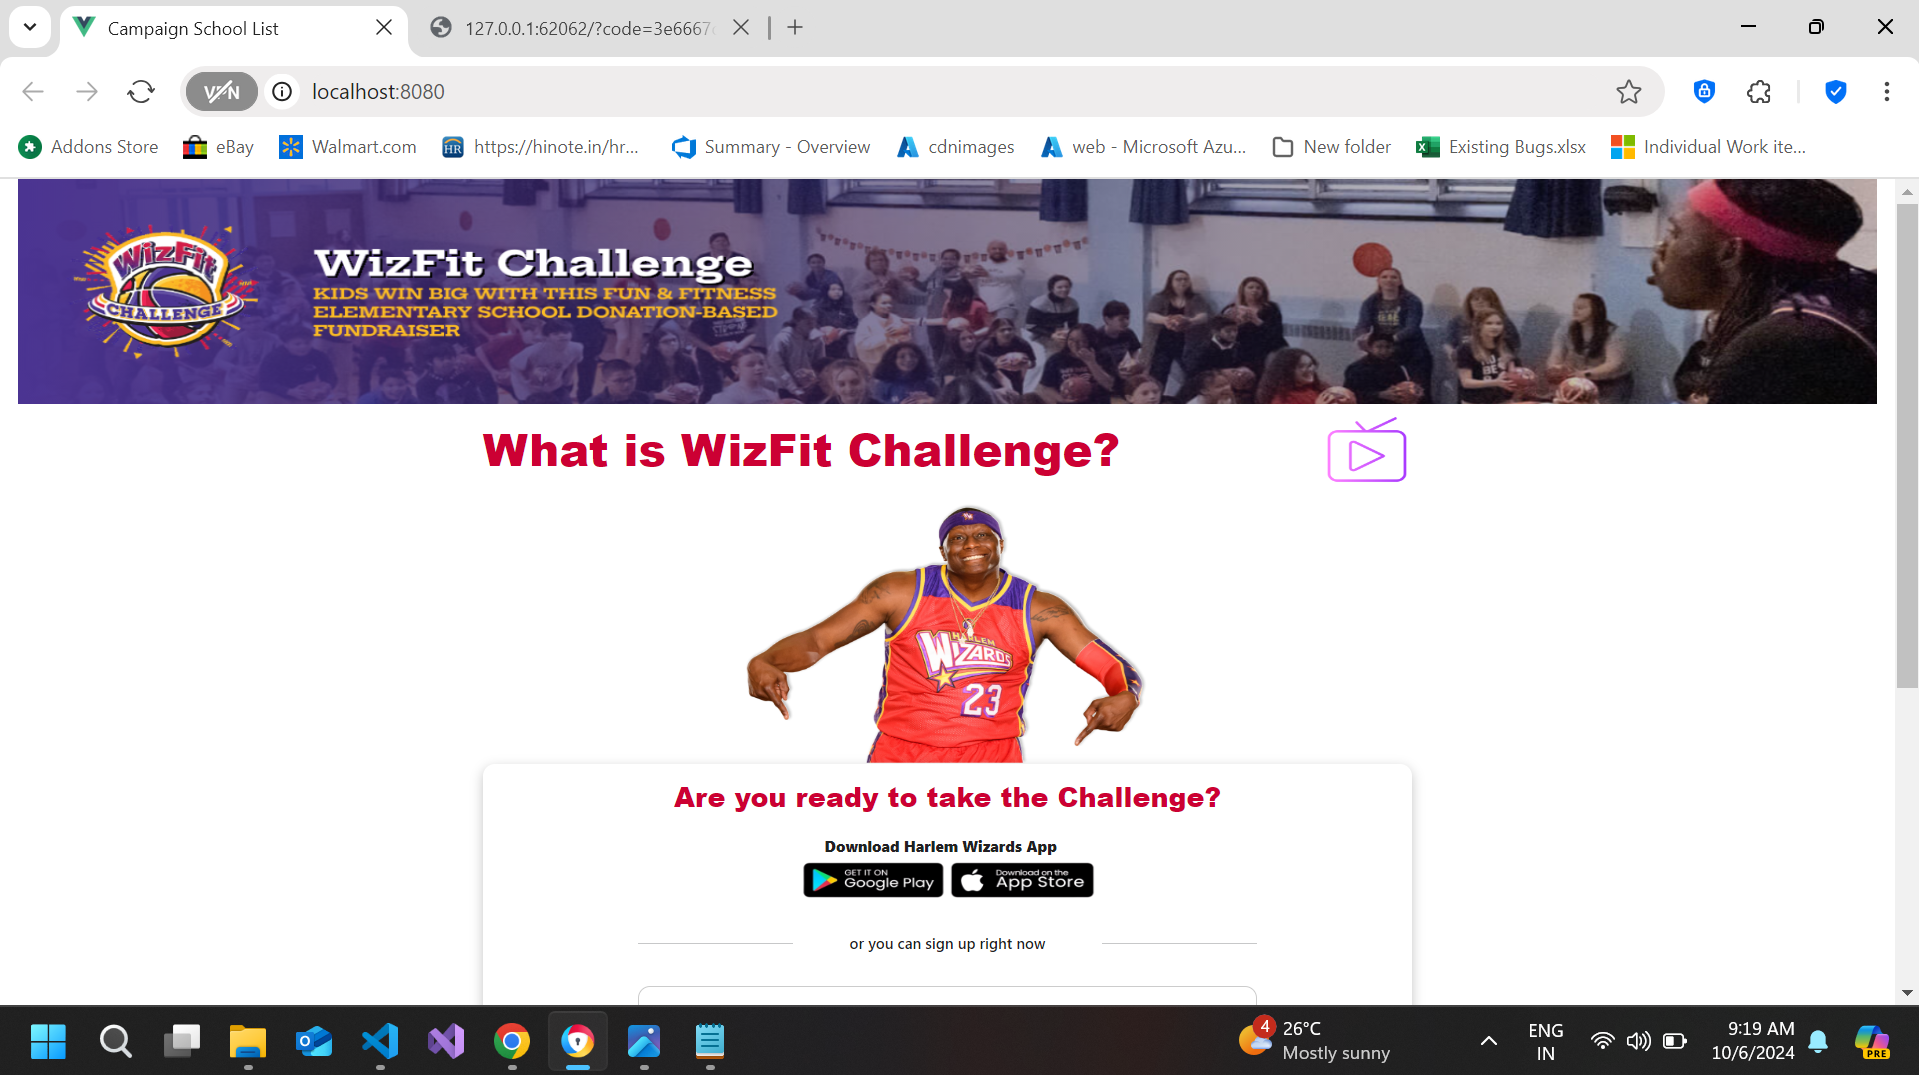 Campaign School List
127.0.0.1:62062/?code=3e6667
VPN
localhost:8080
Addons Store
eBay
Walmart.com
HR
https://hinote.in/hr...
Summary - Overview
cdnimages
web - Microsoft Azu...
New folder
Existing Bugs.xlsx
Individual Work ite...
WizFit
CHALLENGE
WizFit Challenge
KIDS WIN BIG WITH THIS FUN & FITNESS
ELEMENTARY SCHOOL DONATION-BASED
FUNDRAISER
What is WizFit Challenge?
HARLEM
WIZARDS
23
Are you ready to take the Challenge?
Download Harlem Wizards App
GET IT ON
Google Play
Download on the
App Store
or you can sign up right now
4
26°C
Mostly sunny
ENG
IN
9:19 AM
10/6/2024
PRE